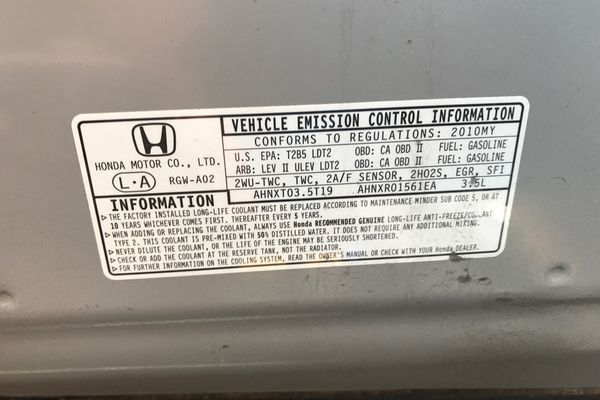 VEHICLE EMISSION CONTROL INFORMATION
CONFORMS TO REGULATIONS: 2010MY
U.S. EPA: T2B5 LDT2 OBD: CA OBD II FUEL: GASOLINE
ARB: LEV II ULEV LDT2 OBD: CA OBD II FUEL: GASOLINE
2WU-TWC, TWC, 2A/F SENSOR, 2HO2S, EGR, SFI
AHNXT03.5T19 AHNXR0156IEA 3.5L
HONDA MOTOR CO., LTD.
L・A RGW-A02
INFORMATION
▷THE FACTORY INSTALLED LONG-LIFE COOLANT MUST BE REPLACED ACCORDING TO MAINTENANCE MINDER SUB CODE 5, OR AT
10 YEARS WHICHEVER COMES FIRST. THEREAFTER EVERY 5 YEARS.
▷WHEN ADDING OR REPLACING THE COOLANT, ALWAYS USE Honda RECOMMENDED GENUINE LONG-LIFE ANTI-FREEZE/COOLANT
TYPE 2. THIS COOLANT IS PRE-MIXED WITH 50% DISTILLED WATER. IT DOES NOT REQUIRE ANY ADDITIONAL MIXING.
▷NEVER DILUTE THE COOLANT, OR THE LIFE OF THE ENGINE MAY BE SERIOUSLY SHORTENED.
▷CHECK OR ADD THE COOLANT AT THE RESERVE TANK, NOT THE RADIATOR.
▷FOR FURTHER INFORMATION ON THE COOLING SYSTEM, READ THE OWNER'S MANUAL OR CHECK WITH YOUR Honda DEALER.